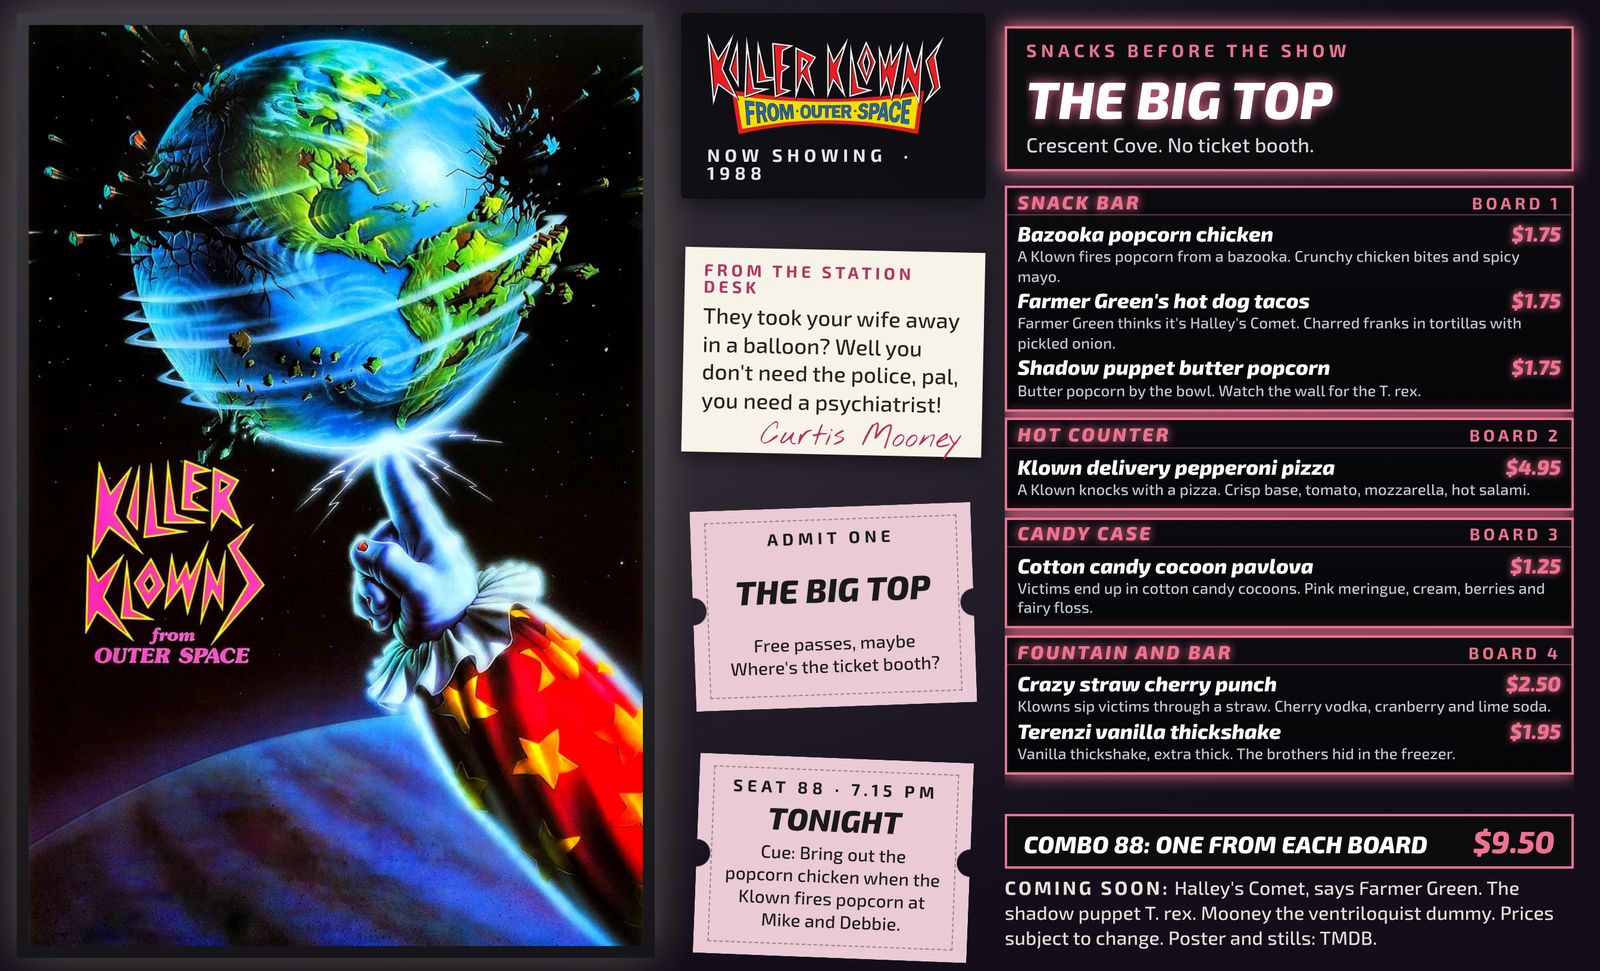 KILLER
KLOWNS
from
OUTER SPACE
KILLER KLOWNS
FROM·OUTER·SPACE
NOW SHOWING ·
1988
FROM THE STATION
DESK
They took your wife away
in a balloon? Well you
don't need the police, pal,
you need a psychiatrist!
Curtis Mooney
ADMIT ONE
THE BIG TOP
Free passes, maybe
Where's the ticket booth?
SEAT 88 · 7.15 PM
TONIGHT
Cue: Bring out the
popcorn chicken when the
Klown fires popcorn at
Mike and Debbie.
SNACKS BEFORE THE SHOW
THE BIG TOP
Crescent Cove. No ticket booth.
SNACK BAR BOARD 1
Bazooka popcorn chicken $1.75
A Klown fires popcorn from a bazooka. Crunchy chicken bites and spicy
mayo.
Farmer Green's hot dog tacos $1.75
Farmer Green thinks it's Halley's Comet. Charred franks in tortillas with
pickled onion.
Shadow puppet butter popcorn $1.75
Butter popcorn by the bowl. Watch the wall for the T. rex.
HOT COUNTER BOARD 2
Klown delivery pepperoni pizza $4.95
A Klown knocks with a pizza. Crisp base, tomato, mozzarella, hot salami.
CANDY CASE BOARD 3
Cotton candy cocoon pavlova $1.25
Victims end up in cotton candy cocoons. Pink meringue, cream, berries and
fairy floss.
FOUNTAIN AND BAR BOARD 4
Crazy straw cherry punch $2.50
Klowns sip victims through a straw. Cherry vodka, cranberry and lime soda.
Terenzi vanilla thickshake $1.95
Vanilla thickshake, extra thick. The brothers hid in the freezer.
COMBO 88: ONE FROM EACH BOARD $9.50
COMING SOON: Halley's Comet, says Farmer Green. The
shadow puppet T. rex. Mooney the ventriloquist dummy. Prices
subject to change. Poster and stills: TMDB.